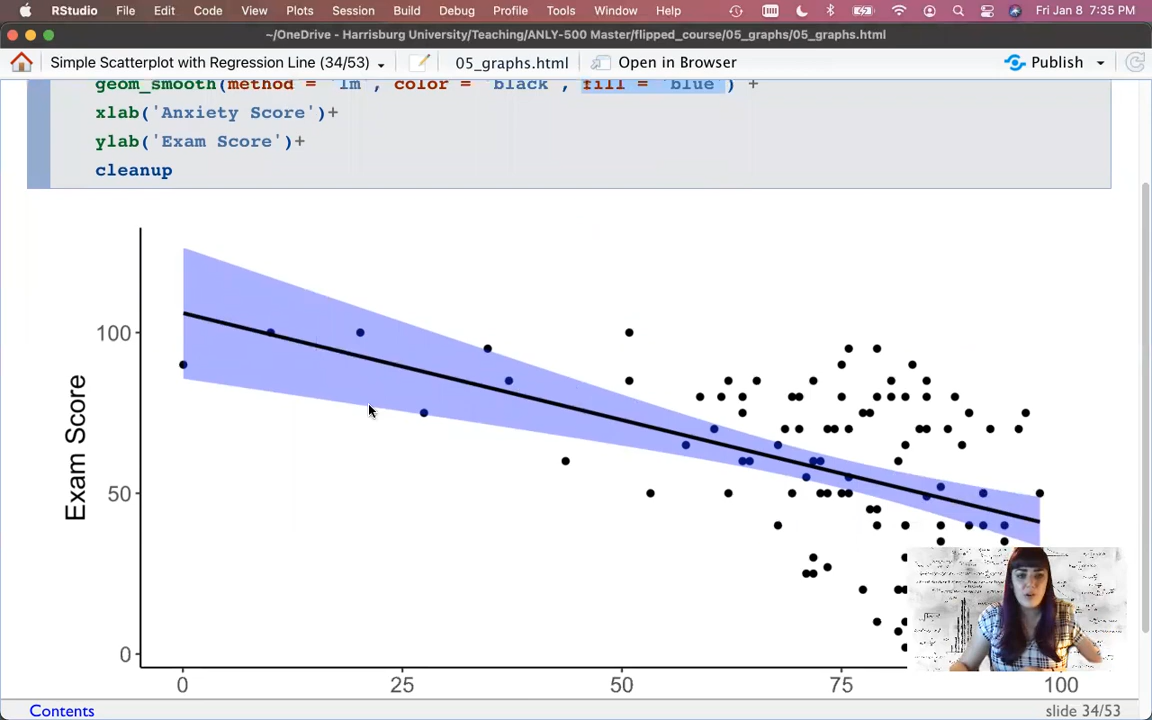 RStudio File Edit Code View Plots Session Build Debug Profile Tools Window Help Fri Jan 8 7:35 PM
~/OneDrive - Harrisburg University/Teaching/ANLY-500 Master/flipped_course/05_graphs/05_graphs.html
Simple Scatterplot with Regression Line (34/53) 05_graphs.html Open in Browser Publish
geom_smooth(method = 'lm', color = 'black', fill = 'blue') +
xlab('Anxiety Score')+
ylab('Exam Score')+
cleanup
Exam Score
100
50
0
0 25 50 75 100
Contents slide 34/53